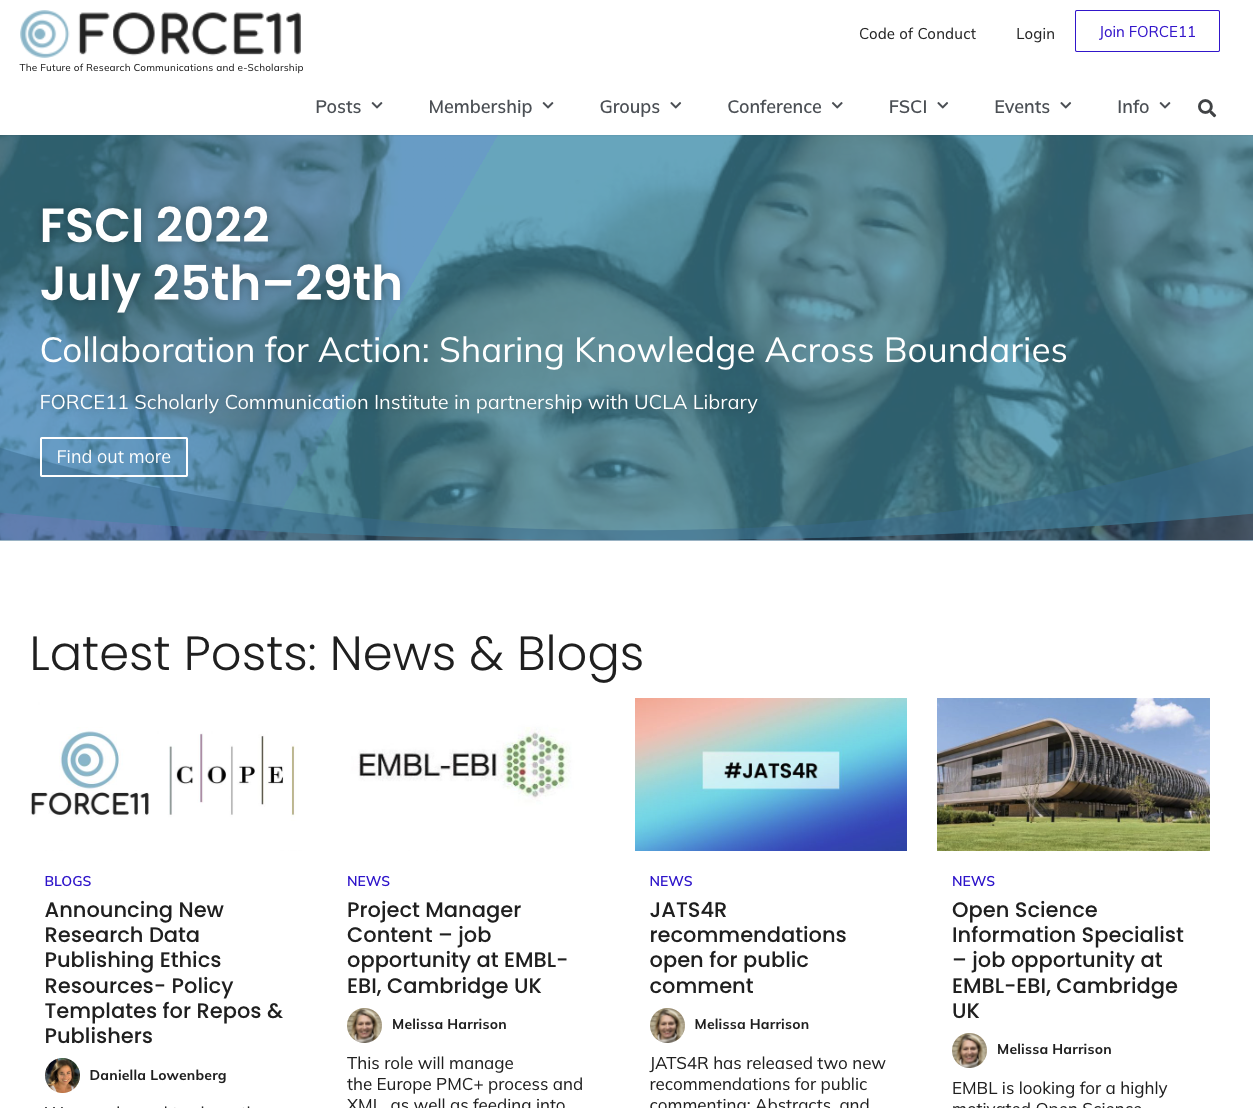 FORCE11
The Future of Research Communications and e-Scholarship
Code of Conduct
Login
Join FORCE11
Posts
Membership
Groups
Conference
FSCI
Events
Info
FSCI 2022
July 25th–29th
Collaboration for Action: Sharing Knowledge Across Boundaries
FORCE11 Scholarly Communication Institute in partnership with UCLA Library
Find out more
Latest Posts: News & Blogs
FORCE11
COPE
BLOGS
Announcing New
Research Data
Publishing Ethics
Resources- Policy
Templates for Repos &
Publishers
Daniella Lowenberg
EMBL-EBI
NEWS
Project Manager
Content – job
opportunity at EMBL-
EBI, Cambridge UK
Melissa Harrison
This role will manage
the Europe PMC+ process and
XML, as well as feeding into
#JATS4R
NEWS
JATS4R
recommendations
open for public
comment
Melissa Harrison
JATS4R has released two new
recommendations for public
commenting: Abstracts, and
NEWS
Open Science
Information Specialist
– job opportunity at
EMBL-EBI, Cambridge
UK
Melissa Harrison
EMBL is looking for a highly
motivated Open Science